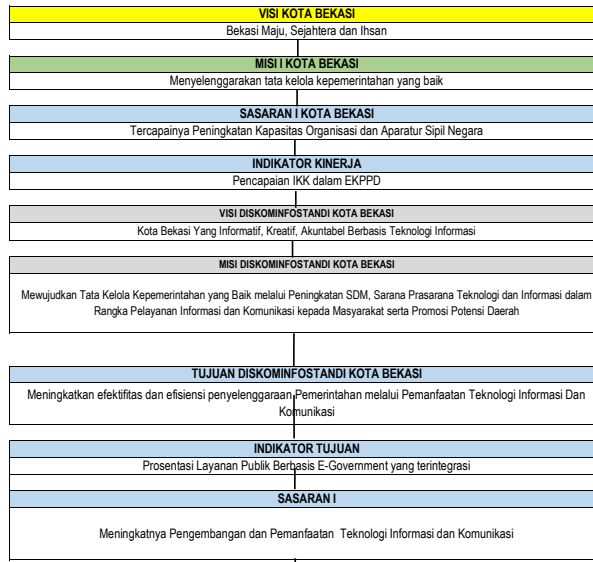 VISI KOTA BEKASI
Bekasi Maju, Sejahtera dan Ihsan
MISI I KOTA BEKASI
Menyelenggarakan tata kelola kepemerintahan yang baik
SASARAN I KOTA BEKASI
Tercapainya Peningkatan Kapasitas Organisasi dan Aparatur Sipil Negara
INDIKATOR KINERJA
Pencapaian IKK dalam EKPPD
VISI DISKOMINFOSTANDI KOTA BEKASI
Kota Bekasi Yang Informatif, Kreatif, Akuntabel Berbasis Teknologi Informasi
MISI DISKOMINFOSTANDI KOTA BEKASI
Mewujudkan Tata Kelola Kepemerintahan yang Baik melalui Peningkatan SDM, Sarana Prasarana Teknologi dan Informasi dalam
Rangka Pelayanan Informasi dan Komunikasi kepada Masyarakat serta Promosi Potensi Daerah
TUJUAN DISKOMINFOSTANDI KOTA BEKASI
Meningkatkan efektifitas dan efisiensi penyelenggaraan Pemerintahan melalui Pemanfaatan Teknologi Informasi Dan
Komunikasi
INDIKATOR TUJUAN
Prosentasi Layanan Publik Berbasis E-Government yang terintegrasi
SASARAN I
Meningkatnya Pengembangan dan Pemanfaatan Teknologi Informasi dan Komunikasi